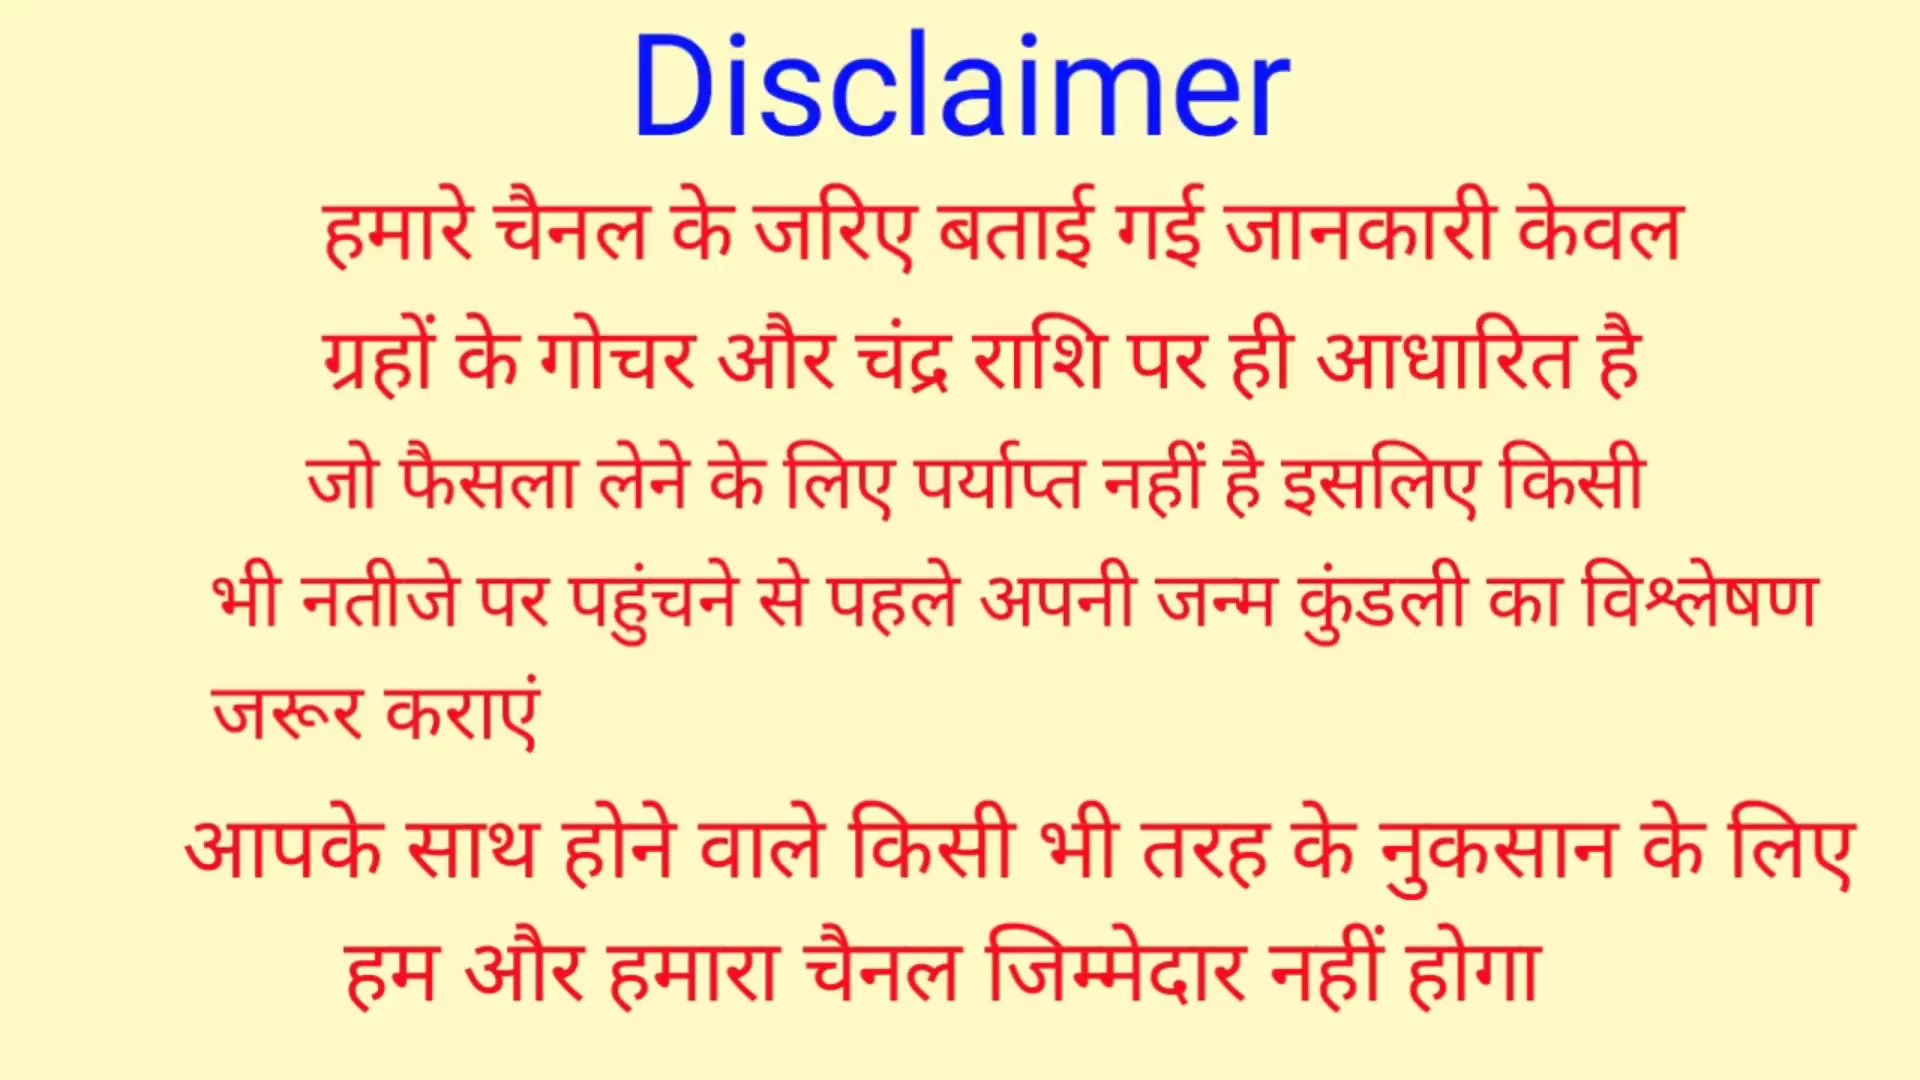 Disclaimer
हमारे चैनल के जरिए बताई गई जानकारी केवल
ग्रहों के गोचर और चंद्र राशि पर ही आधारित है
जो फैसला लेने के लिए पर्याप्त नहीं है इसलिए किसी
भी नतीजे पर पहुंचने से पहले अपनी जन्म कुंडली का विश्लेषण
जरूर कराएं
आपके साथ होने वाले किसी भी तरह के नुकसान के लिए
हम और हमारा चैनल जिम्मेदार नहीं होगा